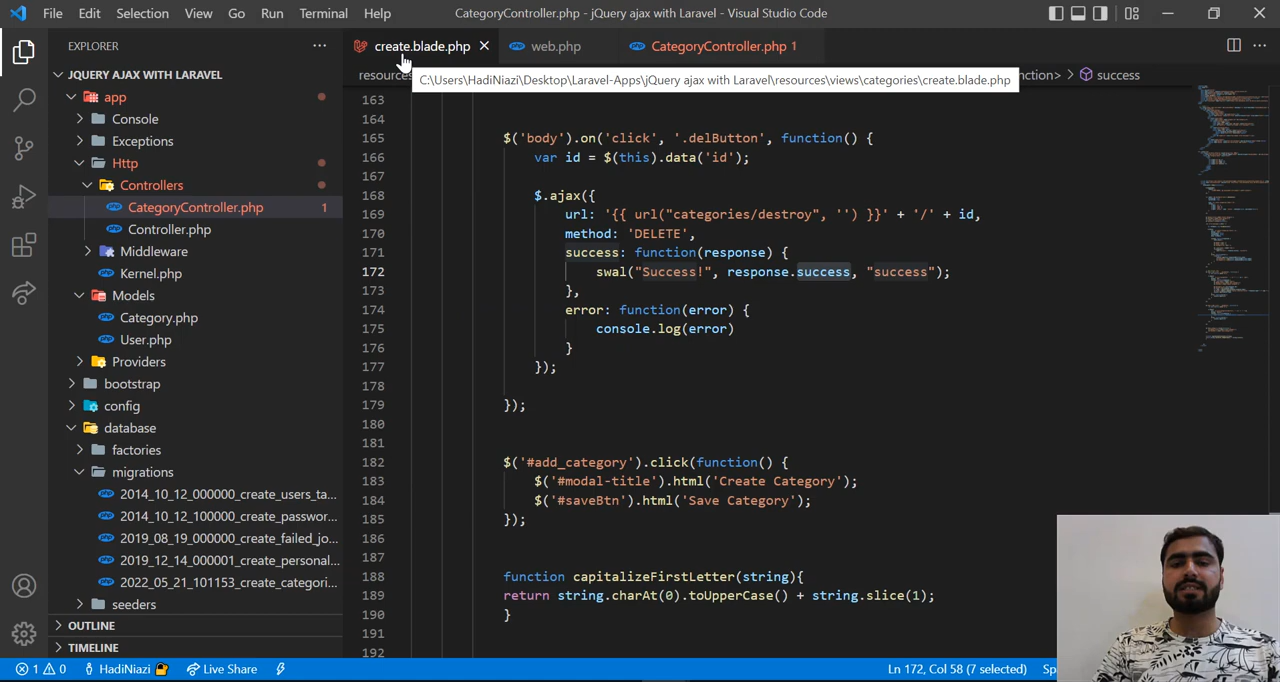 File Edit Selection View Go Run Terminal Help
CategoryController.php - jQuery ajax with Laravel - Visual Studio Code
EXPLORER
JQUERY AJAX WITH LARAVEL
app
Console
Exceptions
Http
Controllers
CategoryController.php 1
Controller.php
Middleware
Kernel.php
Models
Category.php
User.php
Providers
bootstrap
config
database
factories
migrations
2014_10_12_000000_create_users_ta...
2014_10_12_100000_create_passwor...
2019_08_19_000000_create_failed_jo...
2019_12_14_000001_create_personal...
2022_05_21_101153_create_categori...
seeders
OUTLINE
TIMELINE
create.blade.php web.php CategoryController.php 1
resources
C:\Users\HadiNiazi\Desktop\Laravel-Apps\jQuery ajax with Laravel\resources\views\categories\create.blade.php
success
163
164
165 $('body').on('click', '.delButton', function() {
166 var id = $(this).data('id');
167
168 $.ajax({
169 url: '{{ url("categories/destroy", '') }}' + '/' + id,
170 method: 'DELETE',
171 success: function(response) {
172 swal("Success!", response.success, "success");
173 },
174 error: function(error) {
175 console.log(error)
176 }
177 });
178
179 });
180
181
182 $('#add_category').click(function() {
183 $('#modal-title').html('Create Category');
184 $('#saveBtn').html('Save Category');
185 });
186
187
188 function capitalizeFirstLetter(string){
189 return string.charAt(0).toUpperCase() + string.slice(1);
190 }
191
192
1 0 HadiNiazi Live Share Ln 172, Col 58 (7 selected)